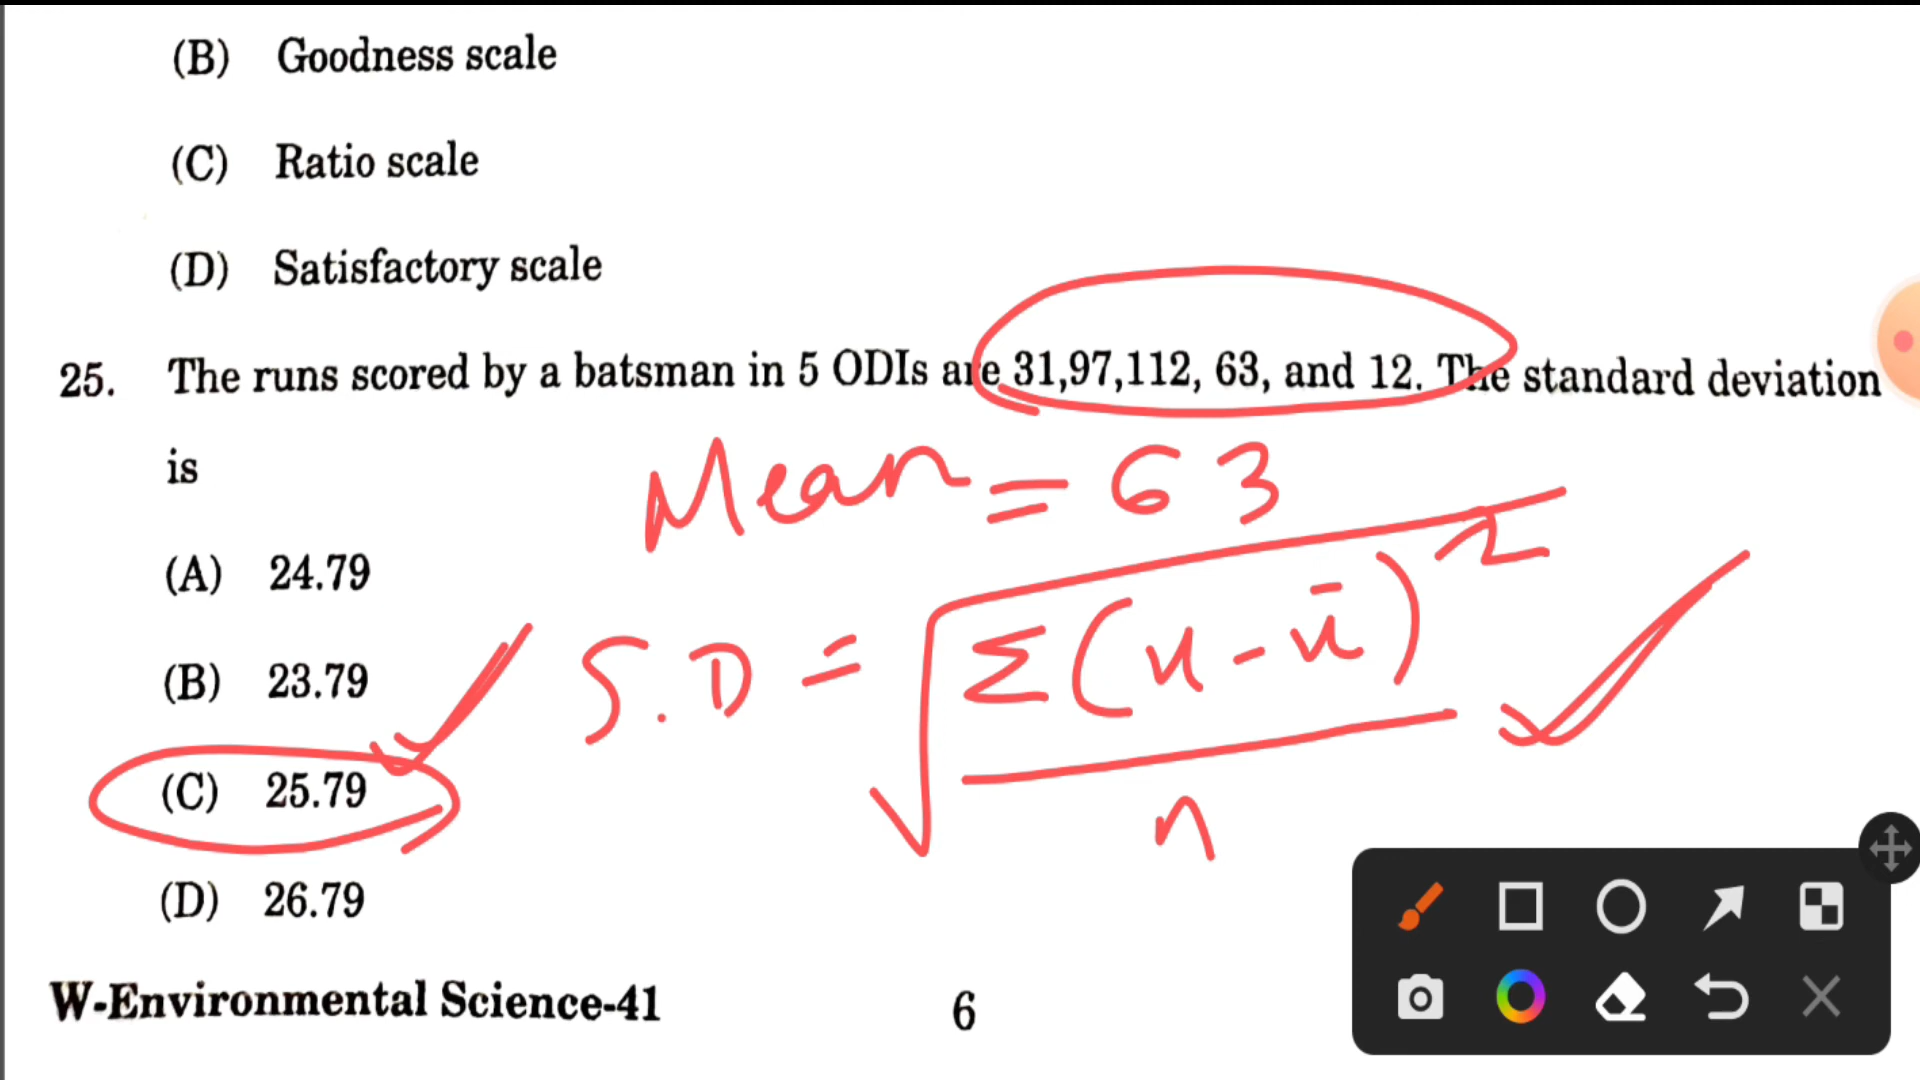 (B) Goodness scale
(C) Ratio scale
(D) Satisfactory scale
25. The runs scored by a batsman in 5 ODIs are 31,97,112, 63, and 12. The standard deviation
is
Mean = 63
(A) 24.79
S.D = √Σ(x-x̄)²
n
(B) 23.79
(C) 25.79
(D) 26.79
W-Environmental Science-41 6